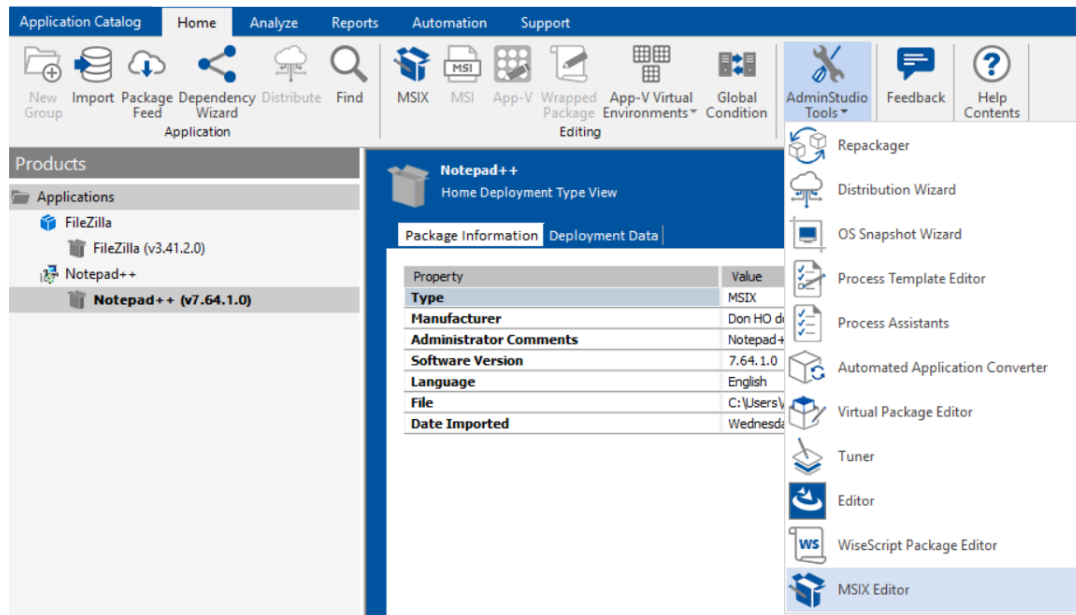 Application Catalog Home Analyze Reports Automation Support
New Group
Import
Package Feed
Dependency Wizard
Distribute
Find
Application
MSIX
MSI
MSI
App-V
Wrapped Package
App-V Virtual Environments
Editing
Global Condition
AdminStudio Tools
Feedback
Help Contents
Products
Applications
FileZilla
FileZilla (v3.41.2.0)
Notepad++
Notepad++ (v7.64.1.0)
Notepad++
Home Deployment Type View
Package Information Deployment Data
Property Value
Type MSIX
Manufacturer Don HO d
Administrator Comments Notepad+
Software Version 7.64.1.0
Language English
File C:\Users\
Date Imported Wednesda
Repackager
Distribution Wizard
OS Snapshot Wizard
Process Template Editor
Process Assistants
Automated Application Converter
Virtual Package Editor
Tuner
Editor
WS WiseScript Package Editor
MSIX Editor